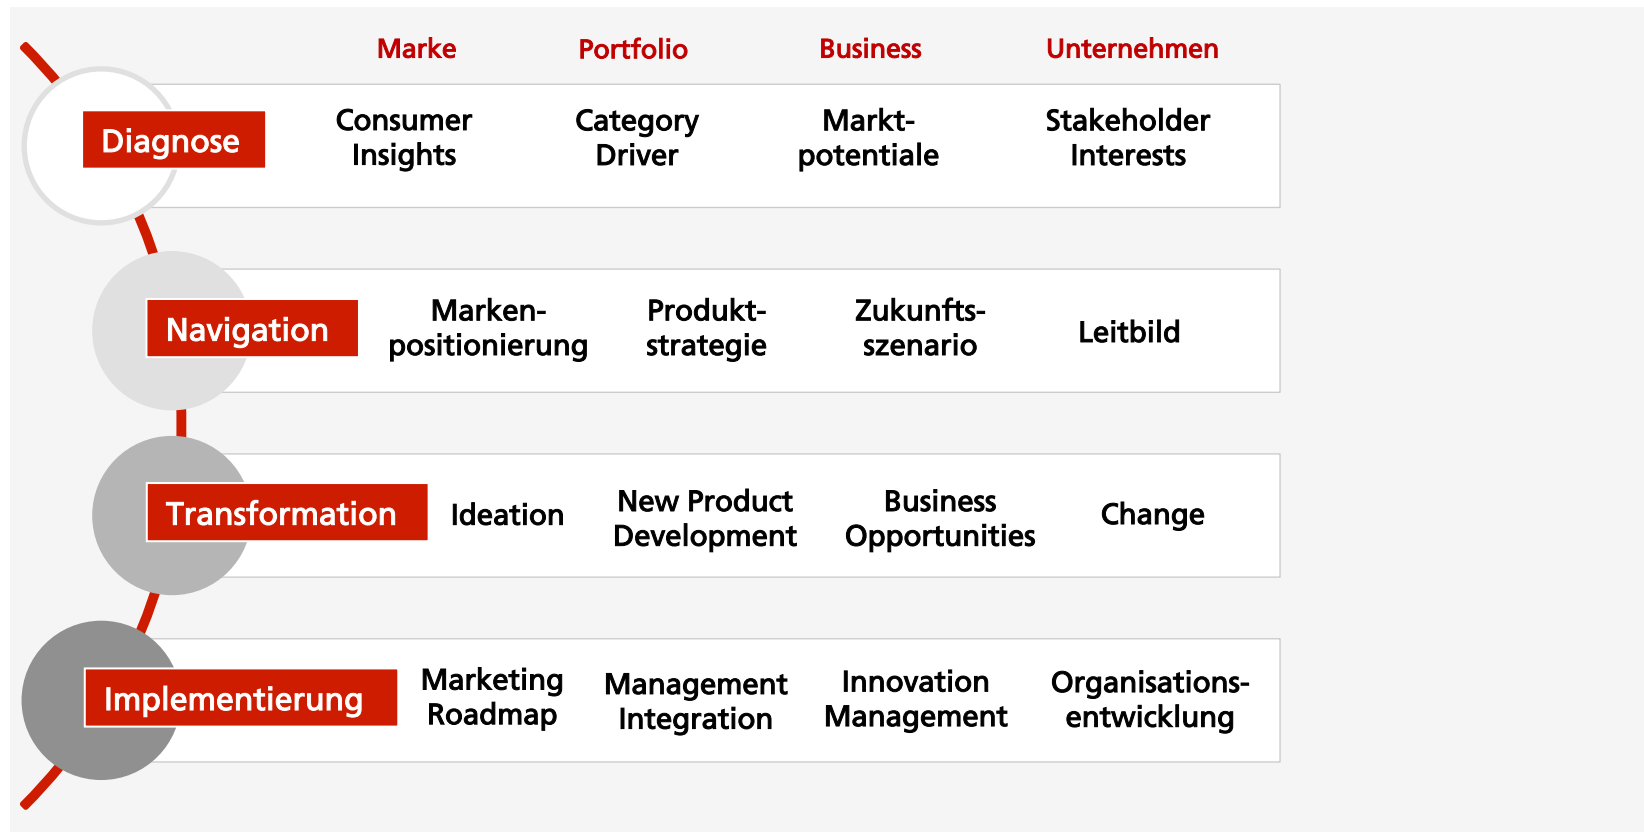 Marke Portfolio Business Unternehmen
Diagnose
Consumer
Insights
Category
Driver
Markt-
potentiale
Stakeholder
Interests
Navigation
Marken-
positionierung
Produkt-
strategie
Zukunfts-
szenario
Leitbild
Transformation
Ideation
New Product
Development
Business
Opportunities
Change
Implementierung
Marketing
Roadmap
Management
Integration
Innovation
Management
Organisations-
entwicklung